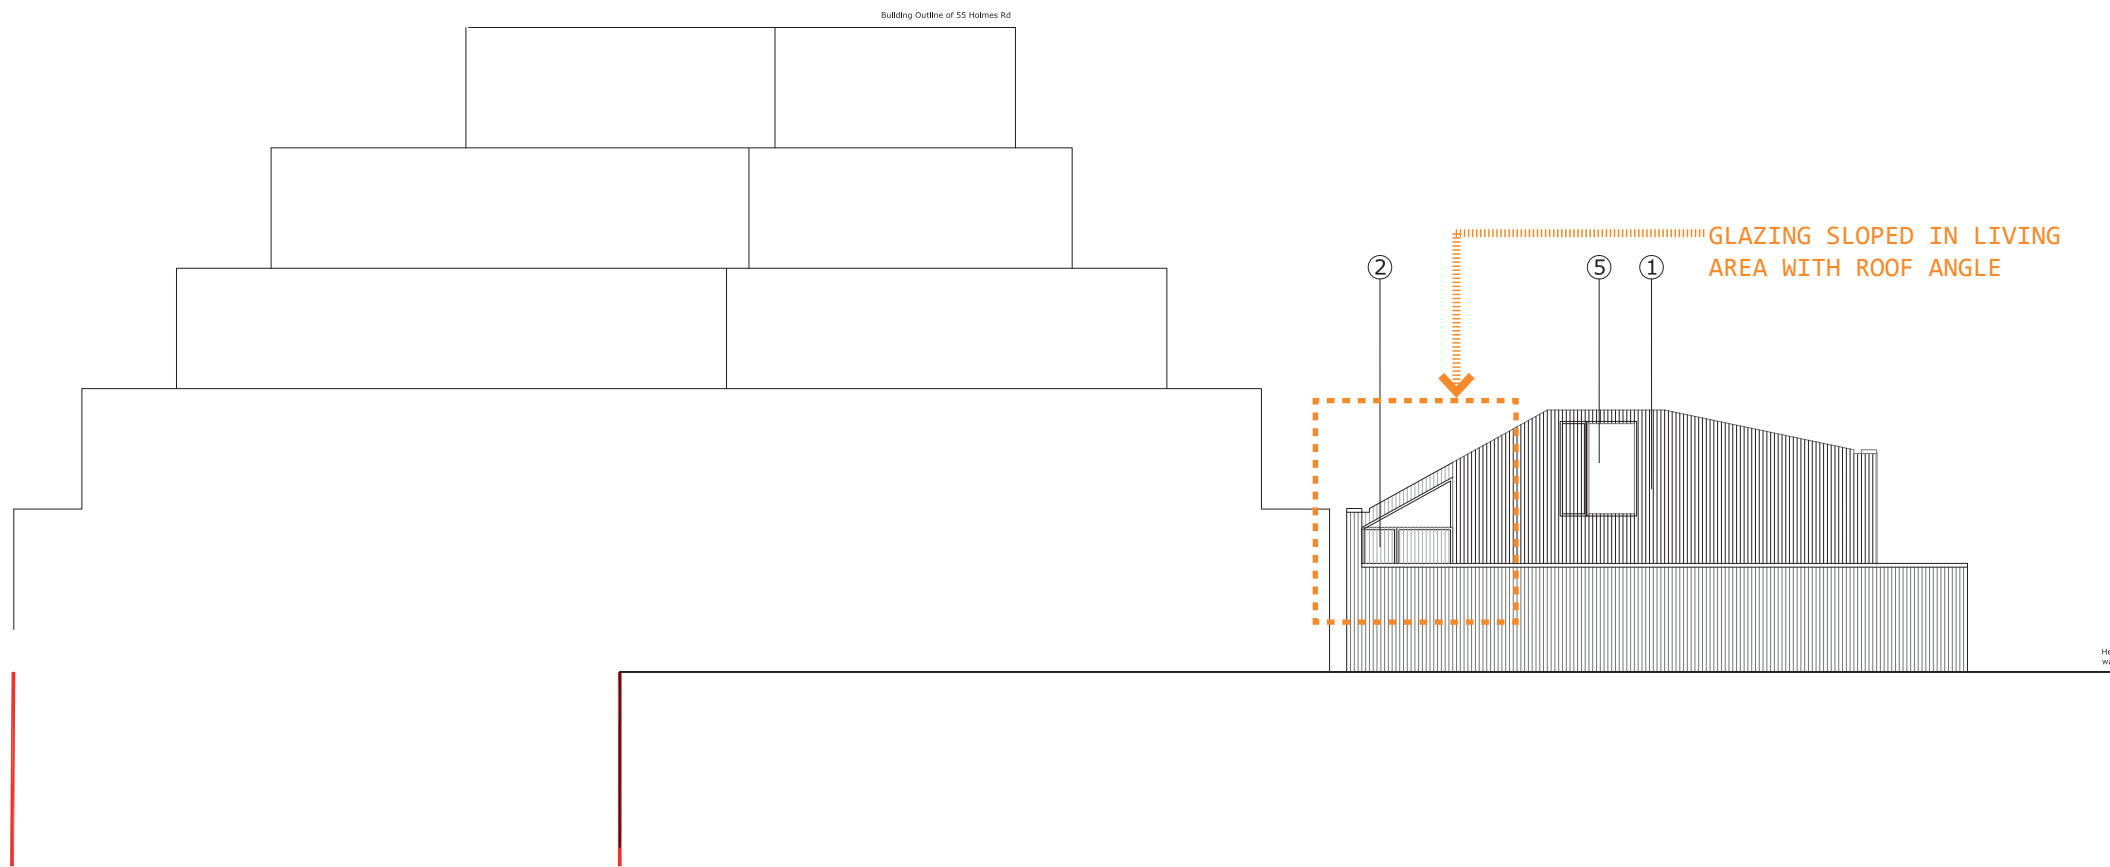 Building Outline of 55 Holmes Rd
GLAZING SLOPED IN LIVING
AREA WITH ROOF ANGLE
2
5
1